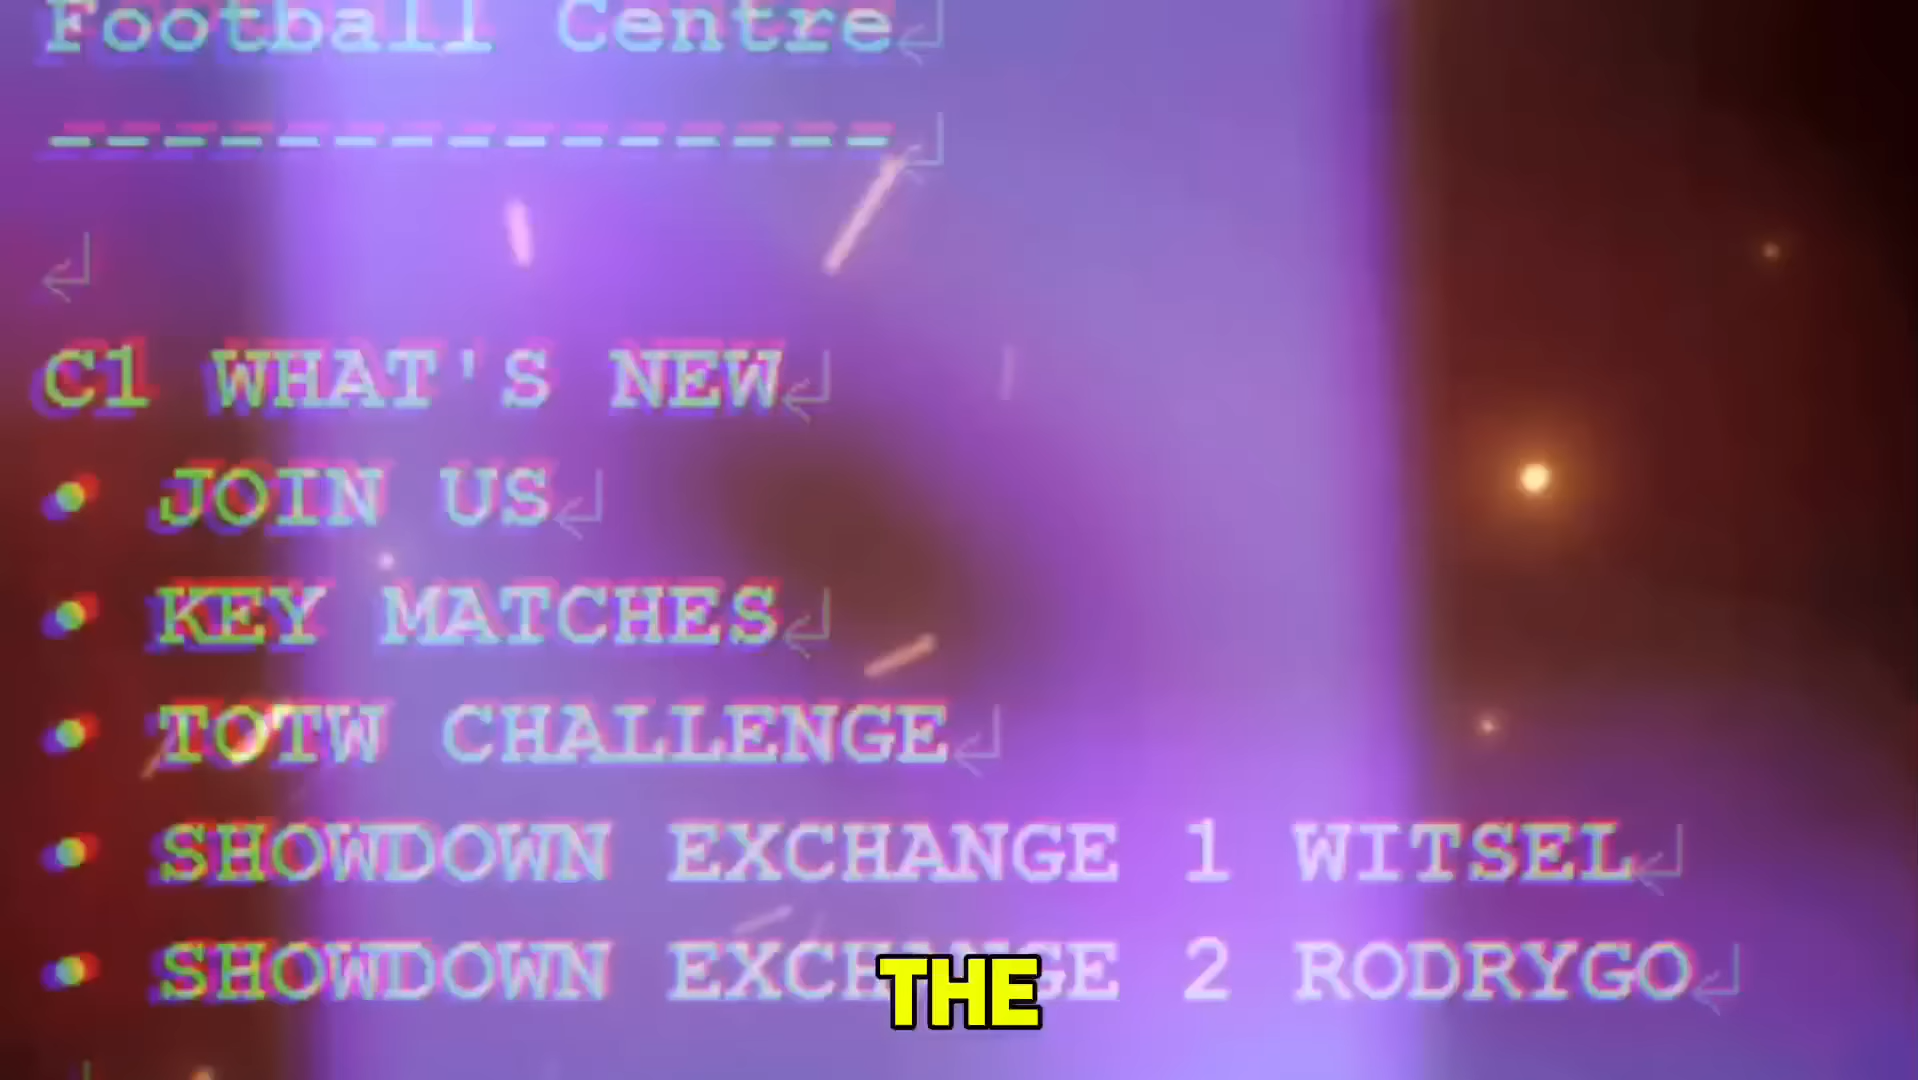 Football Centre
---------------
C1 WHAT'S NEW
• JOIN US
• KEY MATCHES
• TOTW CHALLENGE
• SHOWDOWN EXCHANGE 1 WITSEL
• SHOWDOWN EXCHANGE 2 RODRYGO
THE